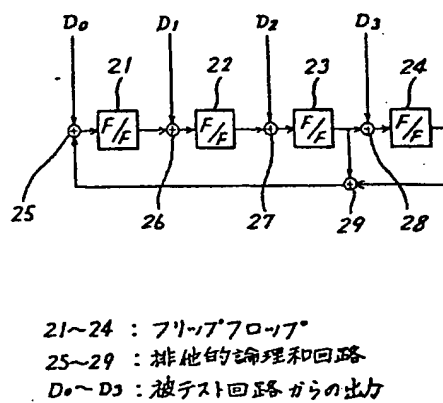 D0 D1 D2 D3
21 22 23 24
F/F F/F F/F F/F
25 26 27 29 28
21~24 : フリップフロップ
25~29 : 排他的論理和回路
D0~D3 : 被テスト回路からの出力